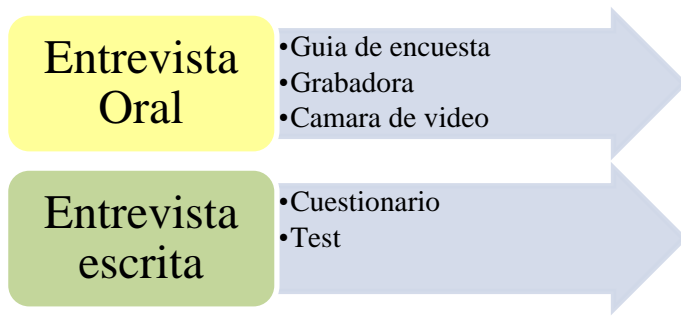 Entrevista
Oral
•Guia de encuesta
•Grabadora
•Camara de video
Entrevista
escrita
•Cuestionario
•Test